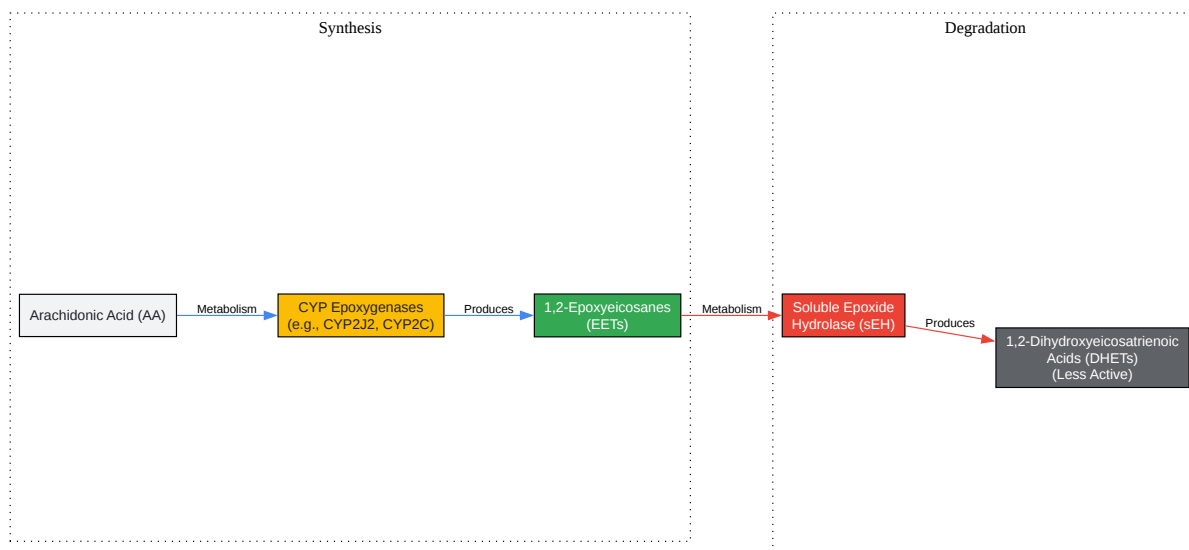 Synthesis
Degradation
Arachidonic Acid (AA)
Metabolism
CYP Epoxygenases
(e.g., CYP2J2, CYP2C)
Produces
1,2-Epoxyeicosanes
(EETs)
Metabolism
Soluble Epoxide
Hydrolase (sEH)
Produces
1,2-Dihydroxyeicosatrienoic
Acids (DHETs)
(Less Active)